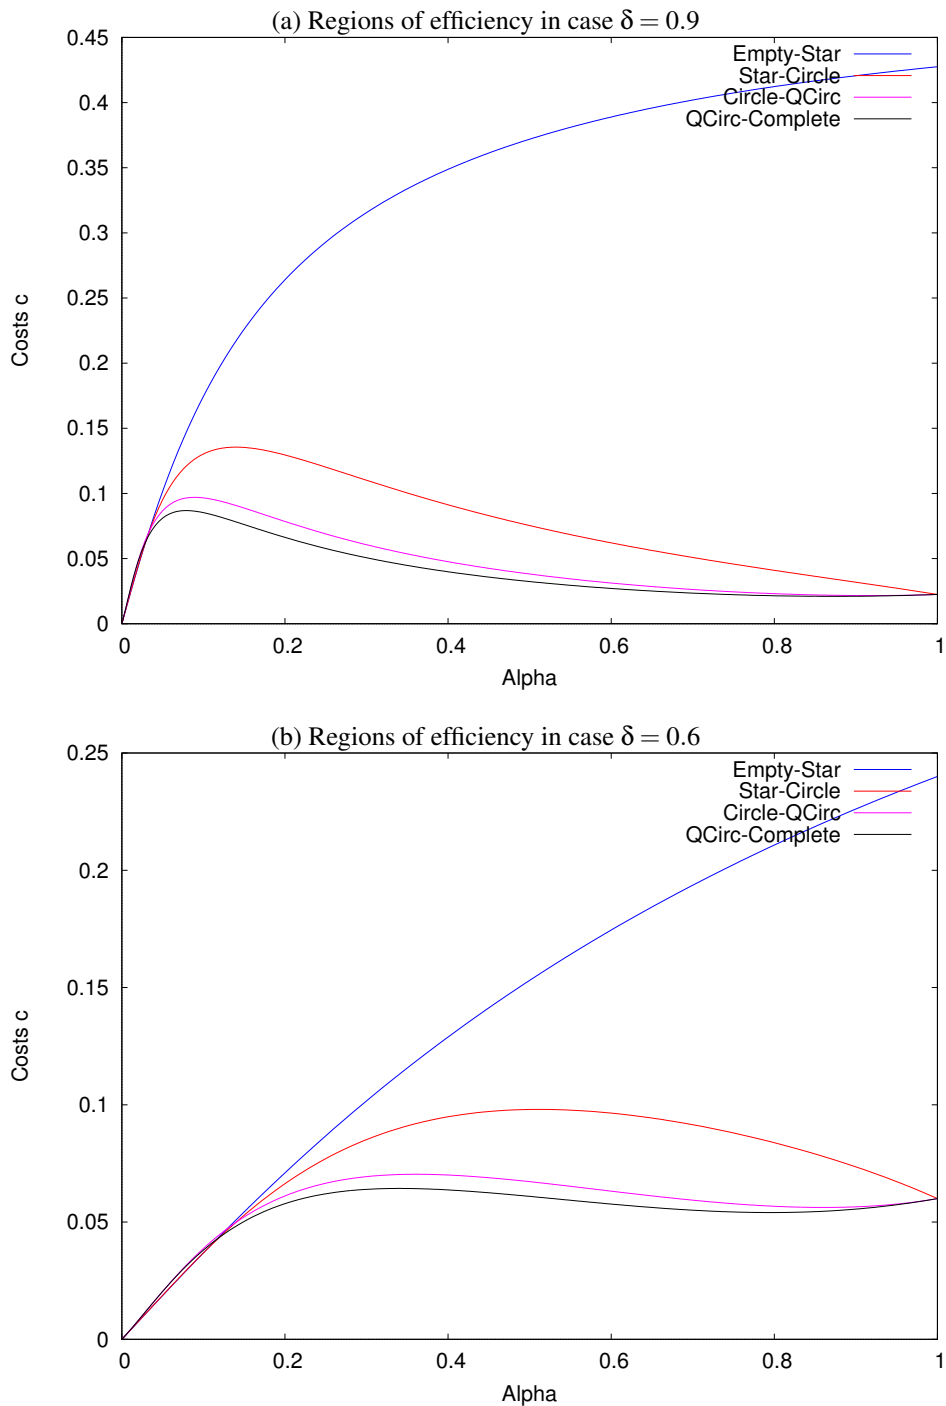 (a) Regions of efficiency in case δ = 0.9
0.45
Empty-Star
Star-Circle
0.4
Circle-QCirc
QCirc-Complete
0.35
0.3
0.25
Costs c
0.2
0.15
0.1
0.05
0
0 0.2 0.4 0.6 0.8 1
Alpha
(b) Regions of efficiency in case δ = 0.6
0.25
Empty-Star
Star-Circle
Circle-QCirc
QCirc-Complete
0.2
0.15
Costs c
0.1
0.05
0
0 0.2 0.4 0.6 0.8 1
Alpha